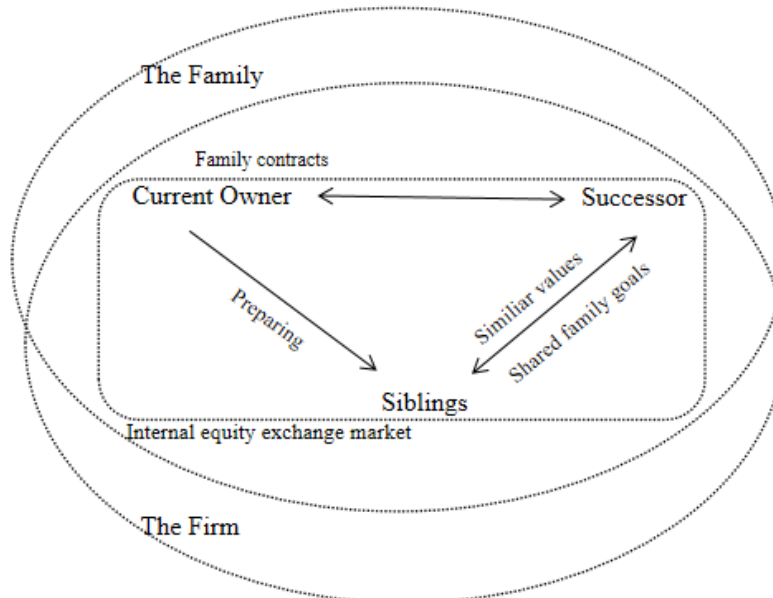 The Family
Family contracts
Current Owner
Successor
Preparing
Similiar values
Shared family goals
Siblings
Internal equity exchange market
The Firm